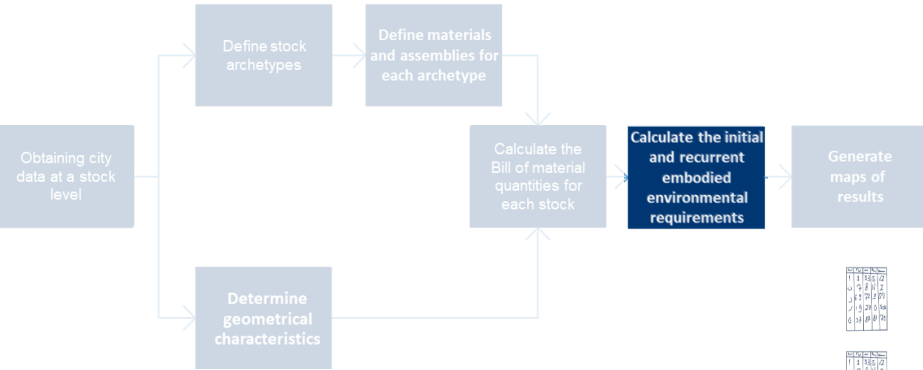 Define stock
archetypes
Define materials
and assemblies for
each archetype
Obtaining city
data at a stock
level
Calculate the
Bill of material
quantities for
each stock
Calculate the initial
and recurrent
embodied
environmental
requirements
Generate
maps of
results
Determine
geometrical
characteristics